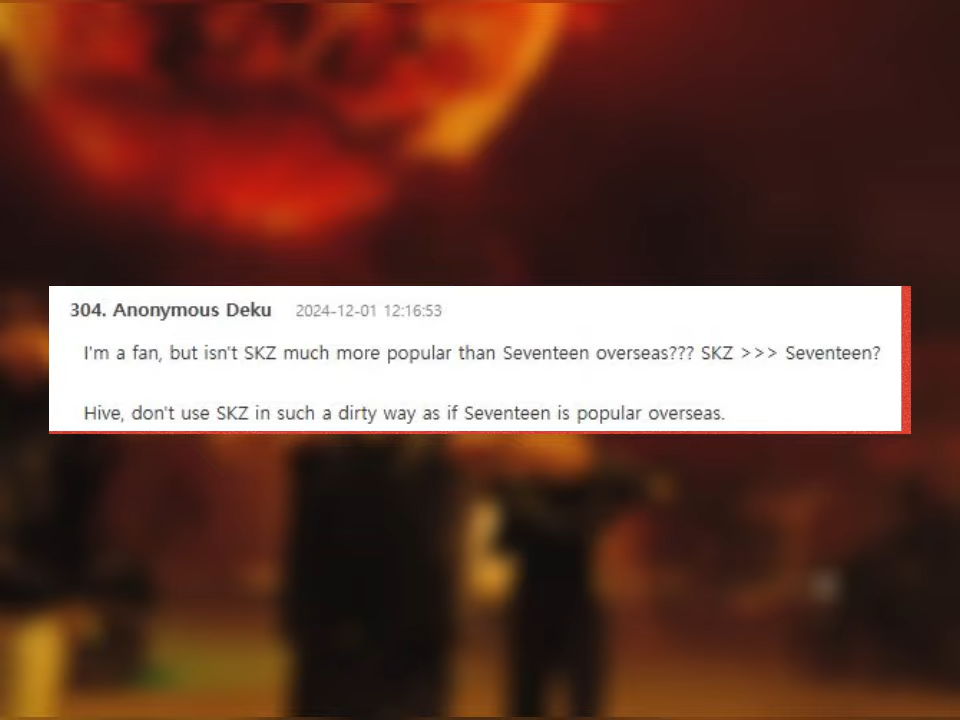 304. Anonymous Deku 2024-12-01 12:16:53
I'm a fan, but isn't SKZ much more popular than Seventeen overseas??? SKZ >>> Seventeen?
Hive, don't use SKZ in such a dirty way as if Seventeen is popular overseas.